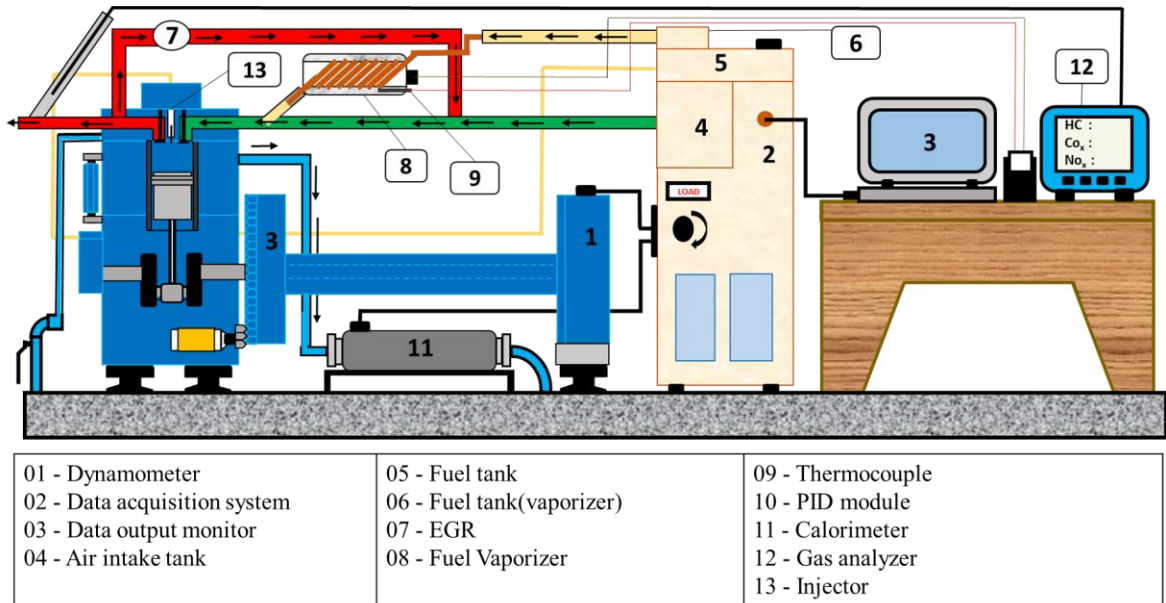 7
13
6
5
12
4
3
2
HC :
Co_x :
No_x :
8
9
LOAD
3
1
11
01 - Dynamometer
02 - Data acquisition system
03 - Data output monitor
04 - Air intake tank
05 - Fuel tank
06 - Fuel tank(vaporizer)
07 - EGR
08 - Fuel Vaporizer
09 - Thermocouple
10 - PID module
11 - Calorimeter
12 - Gas analyzer
13 - Injector